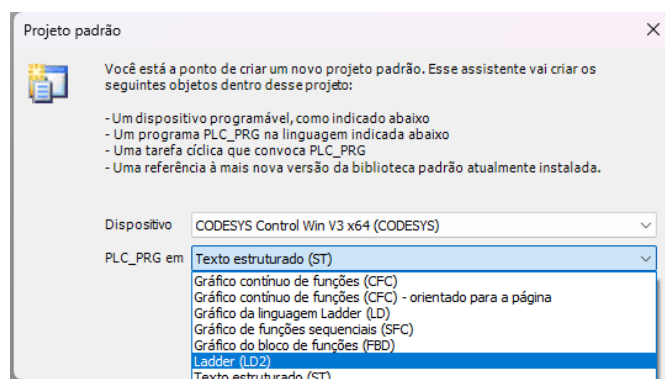 Projeto padrão
Você está a ponto de criar um novo projeto padrão. Esse assistente vai criar os
seguintes objetos dentro desse projeto:
- Um dispositivo programável, como indicado abaixo
- Um programa PLC_PRG na linguagem indicada abaixo
- Uma tarefa cíclica que convoca PLC_PRG
- Uma referência à mais nova versão da biblioteca padrão atualmente instalada.
Dispositivo CODESYS Control Win V3 x64 (CODESYS)
PLC_PRG em Texto estruturado (ST)
Gráfico contínuo de funções (CFC)
Gráfico contínuo de funções (CFC) - orientado para a página
Gráfico da linguagem Ladder (LD)
Gráfico de funções sequenciais (SFC)
Gráfico do bloco de funções (FBD)
Ladder (LD2)
Texto estruturado (ST)